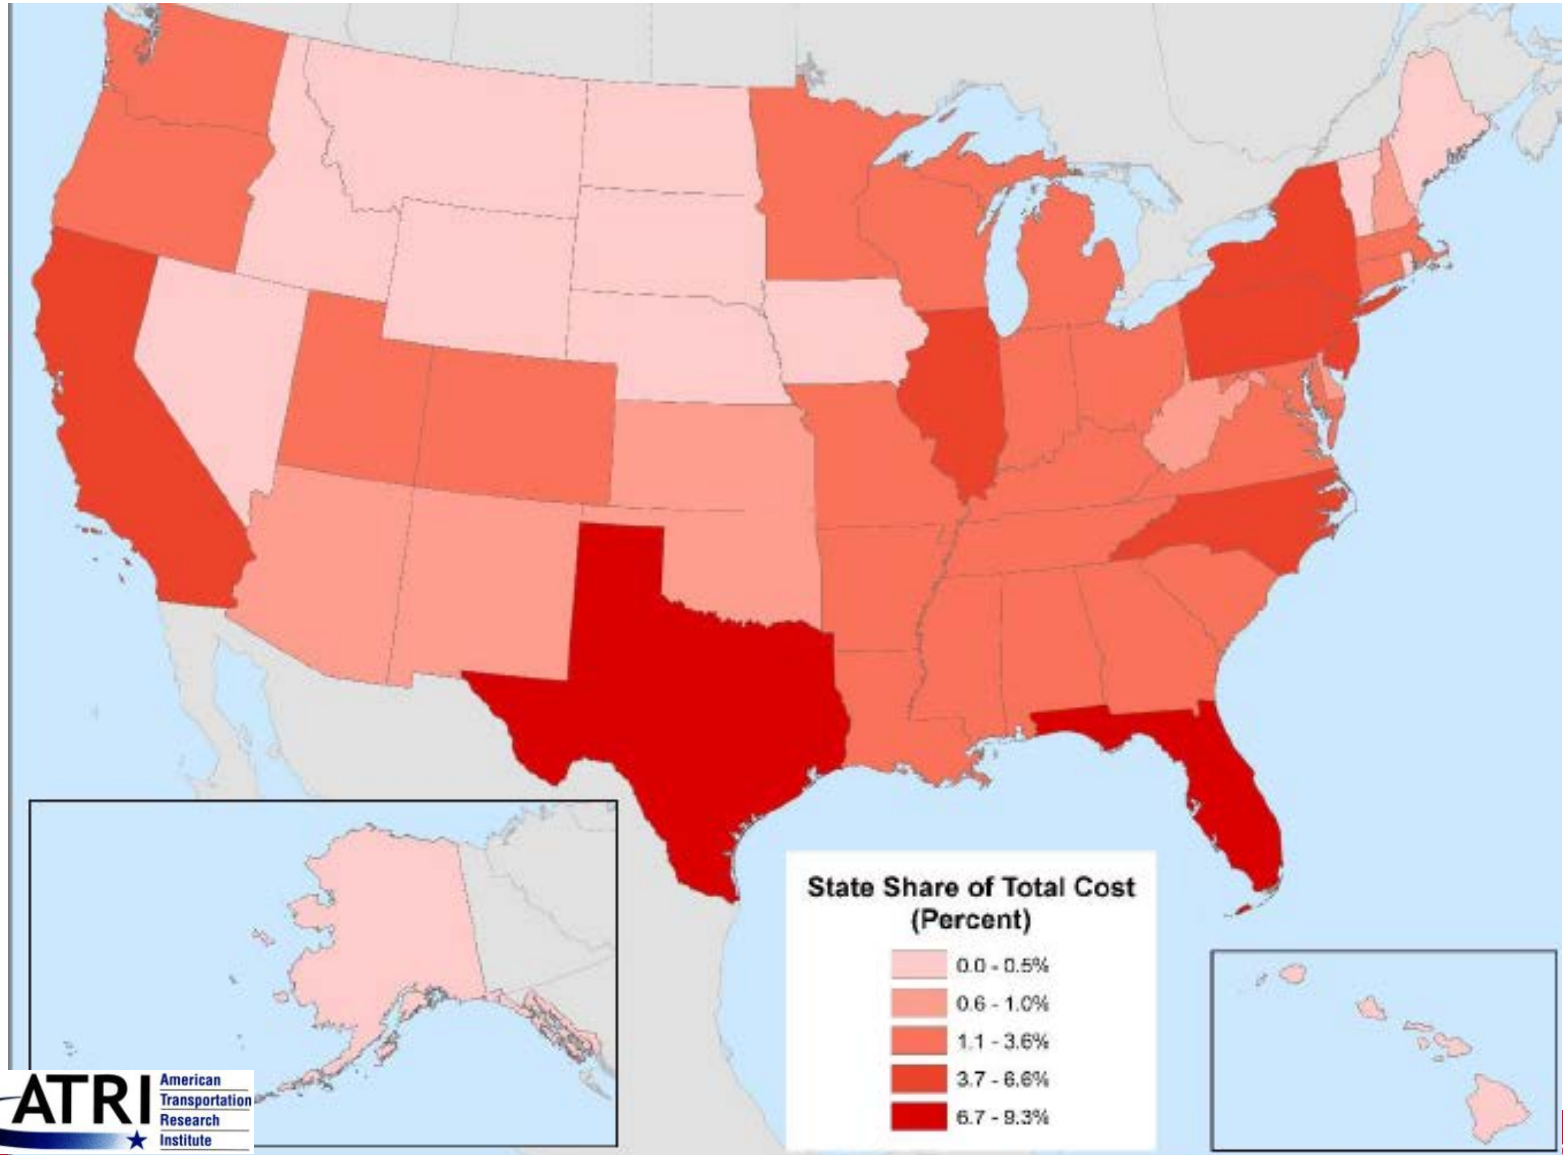 State Share of Total Cost
(Percent)
0.0 - 0.5%
0.6 - 1.0%
1.1 - 3.6%
3.7 - 6.6%
6.7 - 9.3%
ATRI
American
Transportation
Research
Institute